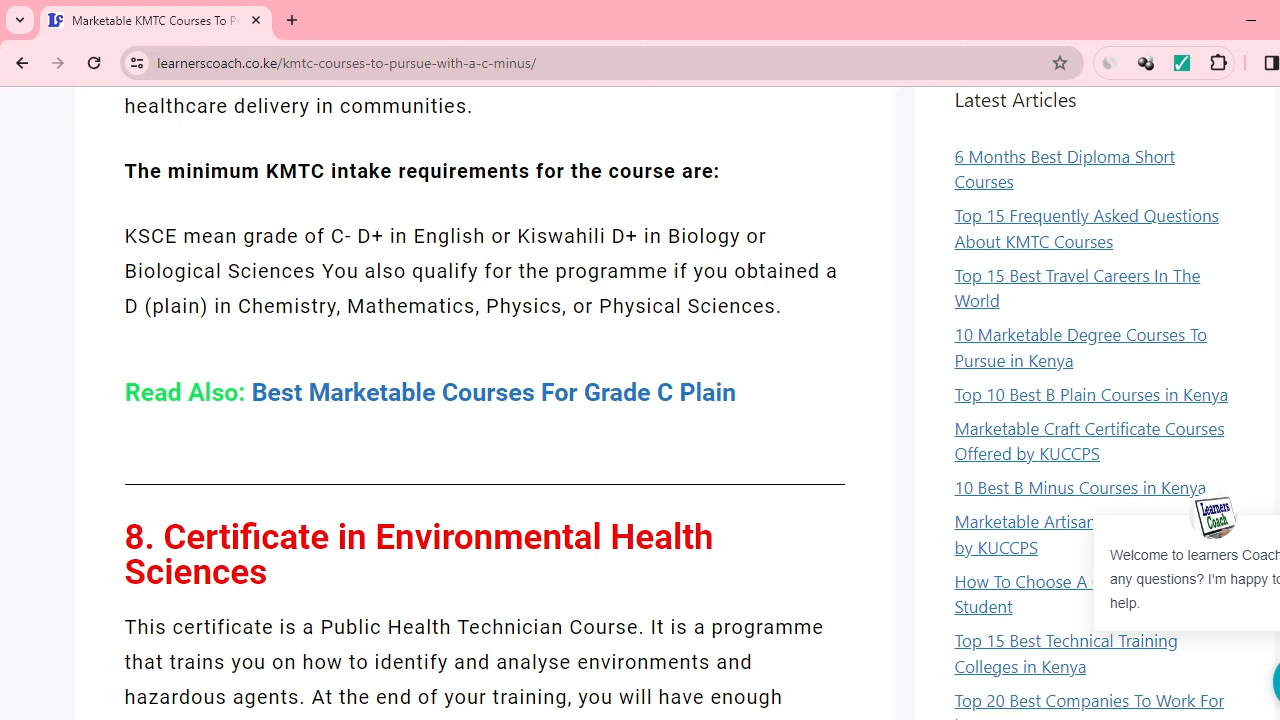 Marketable KMTC Courses To P
learnerscoach.co.ke/kmtc-courses-to-pursue-with-a-c-minus/
healthcare delivery in communities.
The minimum KMTC intake requirements for the course are:
KSCE mean grade of C- D+ in English or Kiswahili D+ in Biology or
Biological Sciences You also qualify for the programme if you obtained a
D (plain) in Chemistry, Mathematics, Physics, or Physical Sciences.
Read Also: Best Marketable Courses For Grade C Plain
8. Certificate in Environmental Health
Sciences
This certificate is a Public Health Technician Course. It is a programme
that trains you on how to identify and analyse environments and
hazardous agents. At the end of your training, you will have enough
Latest Articles
6 Months Best Diploma Short
Courses
Top 15 Frequently Asked Questions
About KMTC Courses
Top 15 Best Travel Careers In The
World
10 Marketable Degree Courses To
Pursue in Kenya
Top 10 Best B Plain Courses in Kenya
Marketable Craft Certificate Courses
Offered by KUCCPS
10 Best B Minus Courses in Kenya
Marketable Artisan
by KUCCPS
How To Choose A
Student
Top 15 Best Technical Training
Colleges in Kenya
Top 20 Best Companies To Work For
Learners
Coach
Welcome to learners Coach
any questions? I'm happy to
help.